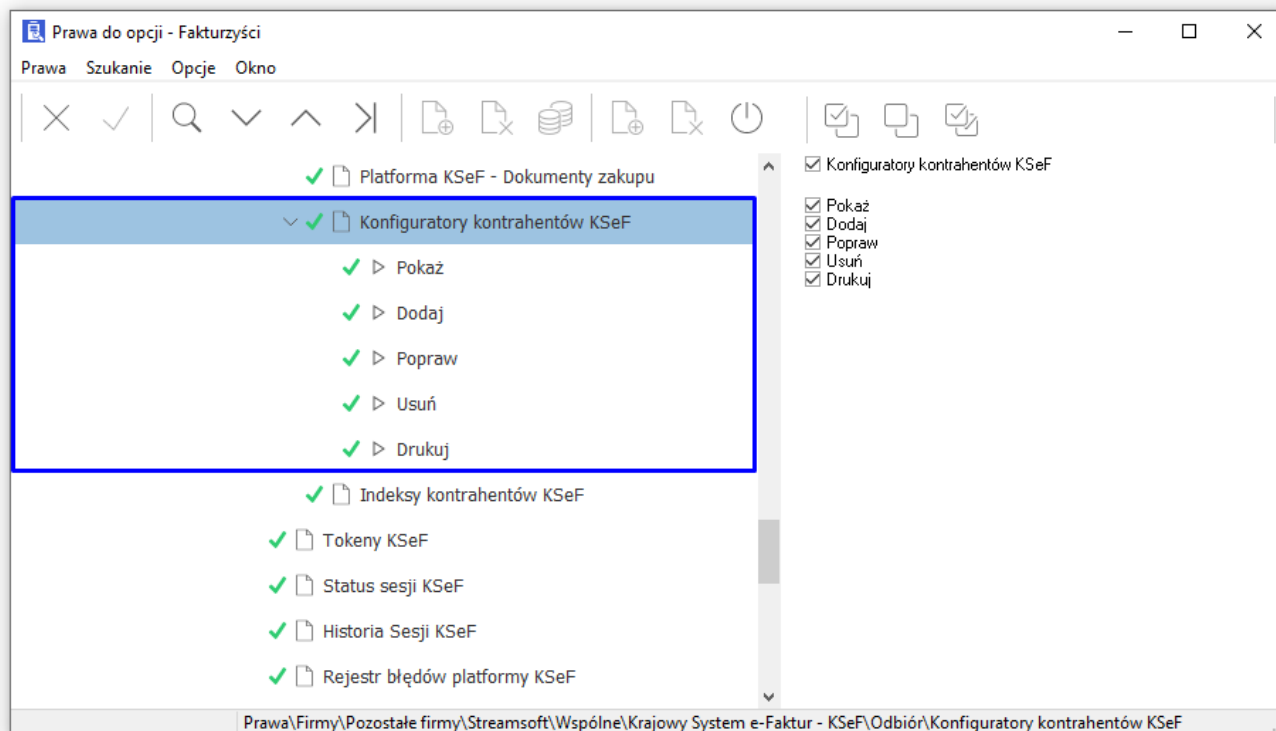 Prawa do opcji - Fakturzyści
Prawa Szukanie Opcje Okno
Platforma KSeF - Dokumenty zakupu
Konfiguratory kontrahentów KSeF
Pokaż
Dodaj
Popraw
Usuń
Drukuj
Indeksy kontrahentów KSeF
Tokeny KSeF
Status sesji KSeF
Historia Sesji KSeF
Rejestr błędów platformy KSeF
Konfiguratory kontrahentów KSeF
Pokaż
Dodaj
Popraw
Usuń
Drukuj
Prawa\Firmy\Pozostałe firmy\Streamsoft\Wspólne\Krajowy System e-Faktur - KSeF\Odbiór\Konfiguratory kontrahentów KSeF